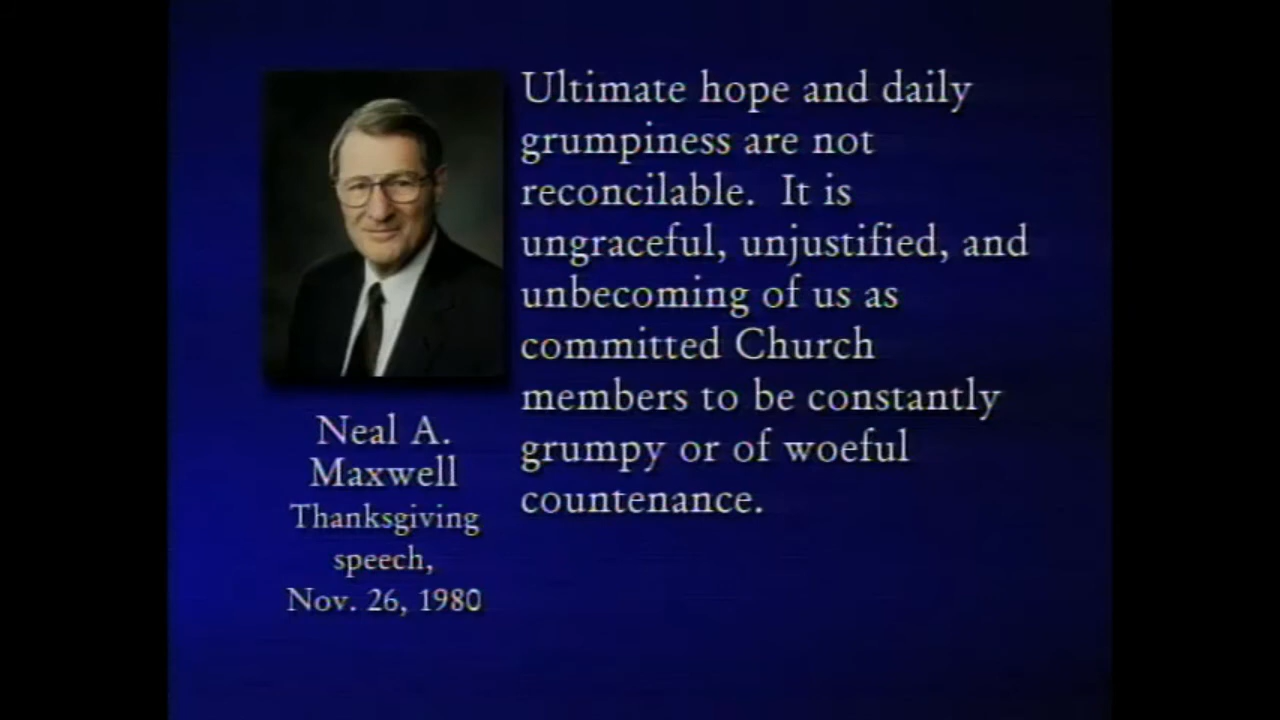 Ultimate hope and daily
grumpiness are not
reconcilable.  It is
ungraceful, unjustified, and
unbecoming of us as
committed Church
members to be constantly
grumpy or of woeful
countenance.
Neal A.
Maxwell
Thanksgiving
speech,
Nov. 26, 1980